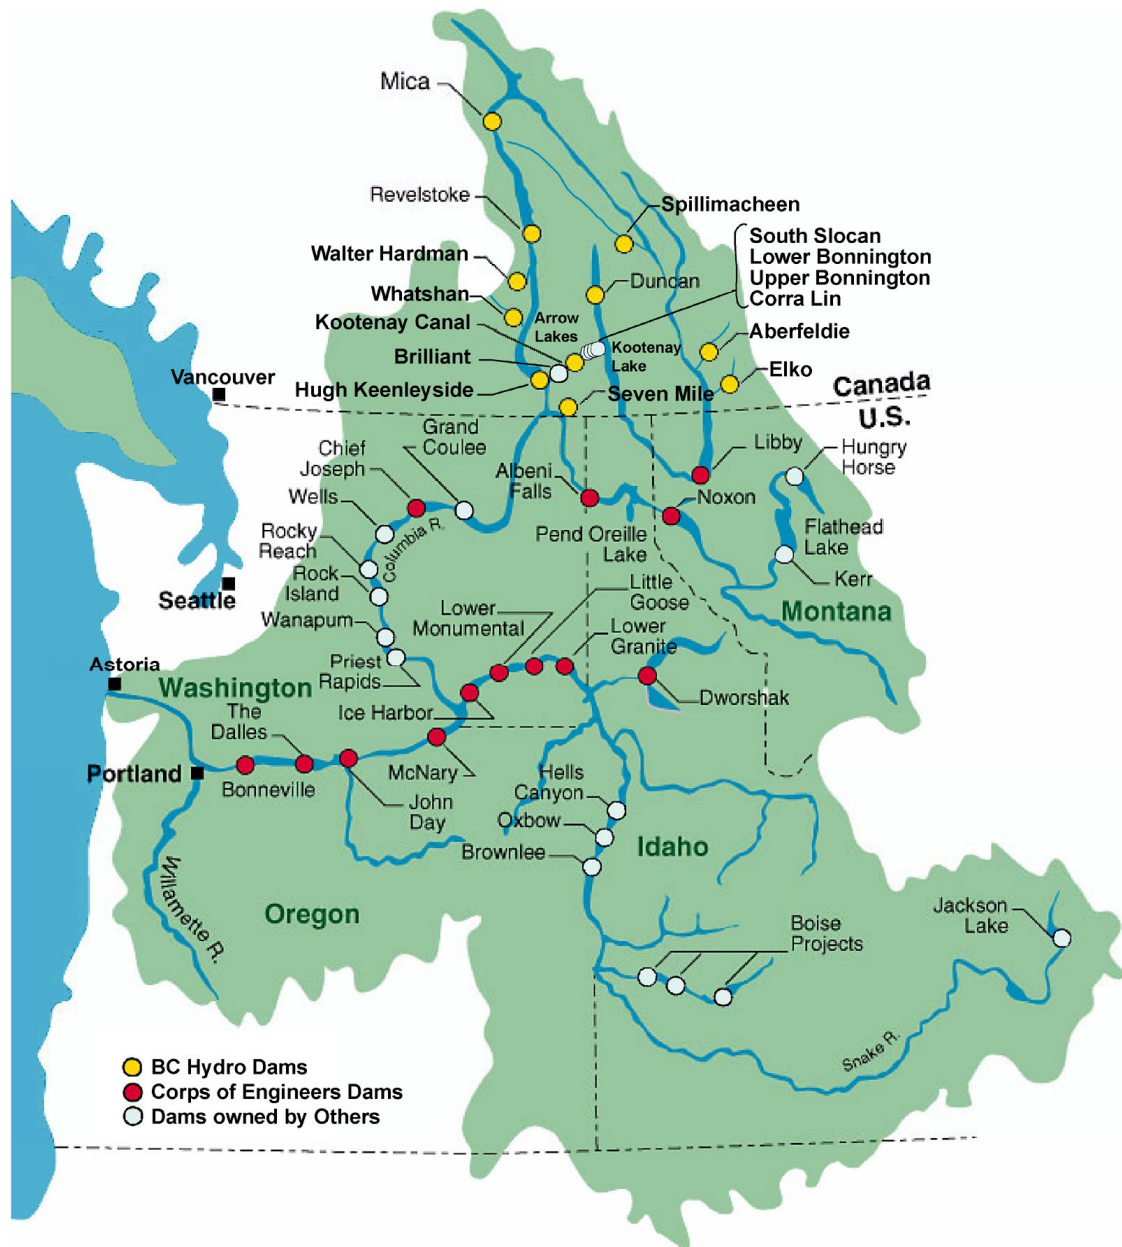 Mica
Revelstoke
Spillimacheen
South Slocan
Lower Bonnington
Upper Bonnington
Corra Lin
Walter Hardman
Duncan
Whatshan
Arrow
Lakes
Kootenay Canal
Aberfeldie
Kootenay
Lake
Brilliant
Elko
Vancouver
Hugh Keenleyside
Seven Mile
Canada
U.S.
Grand
Coulee
Chief
Joseph
Libby
Hungry
Horse
Albeni
Falls
Wells
Noxon
Columbia R.
Rocky
Reach
Pend Oreille
Lake
Flathead
Lake
Rock
Island
Kerr
Seattle
Little
Goose
Lower
Monumental
Montana
Wanapum
Lower
Granite
Astoria
Priest
Rapids
Washington
Dworshak
Ice Harbor
The
Dalles
Portland
McNary
Hells
Canyon
Bonneville
John
Day
Oxbow
Idaho
Brownlee
Willamette R.
Oregon
Boise
Projects
Jackson
Lake
Snake R.
BC Hydro Dams
Corps of Engineers Dams
Dams owned by Others